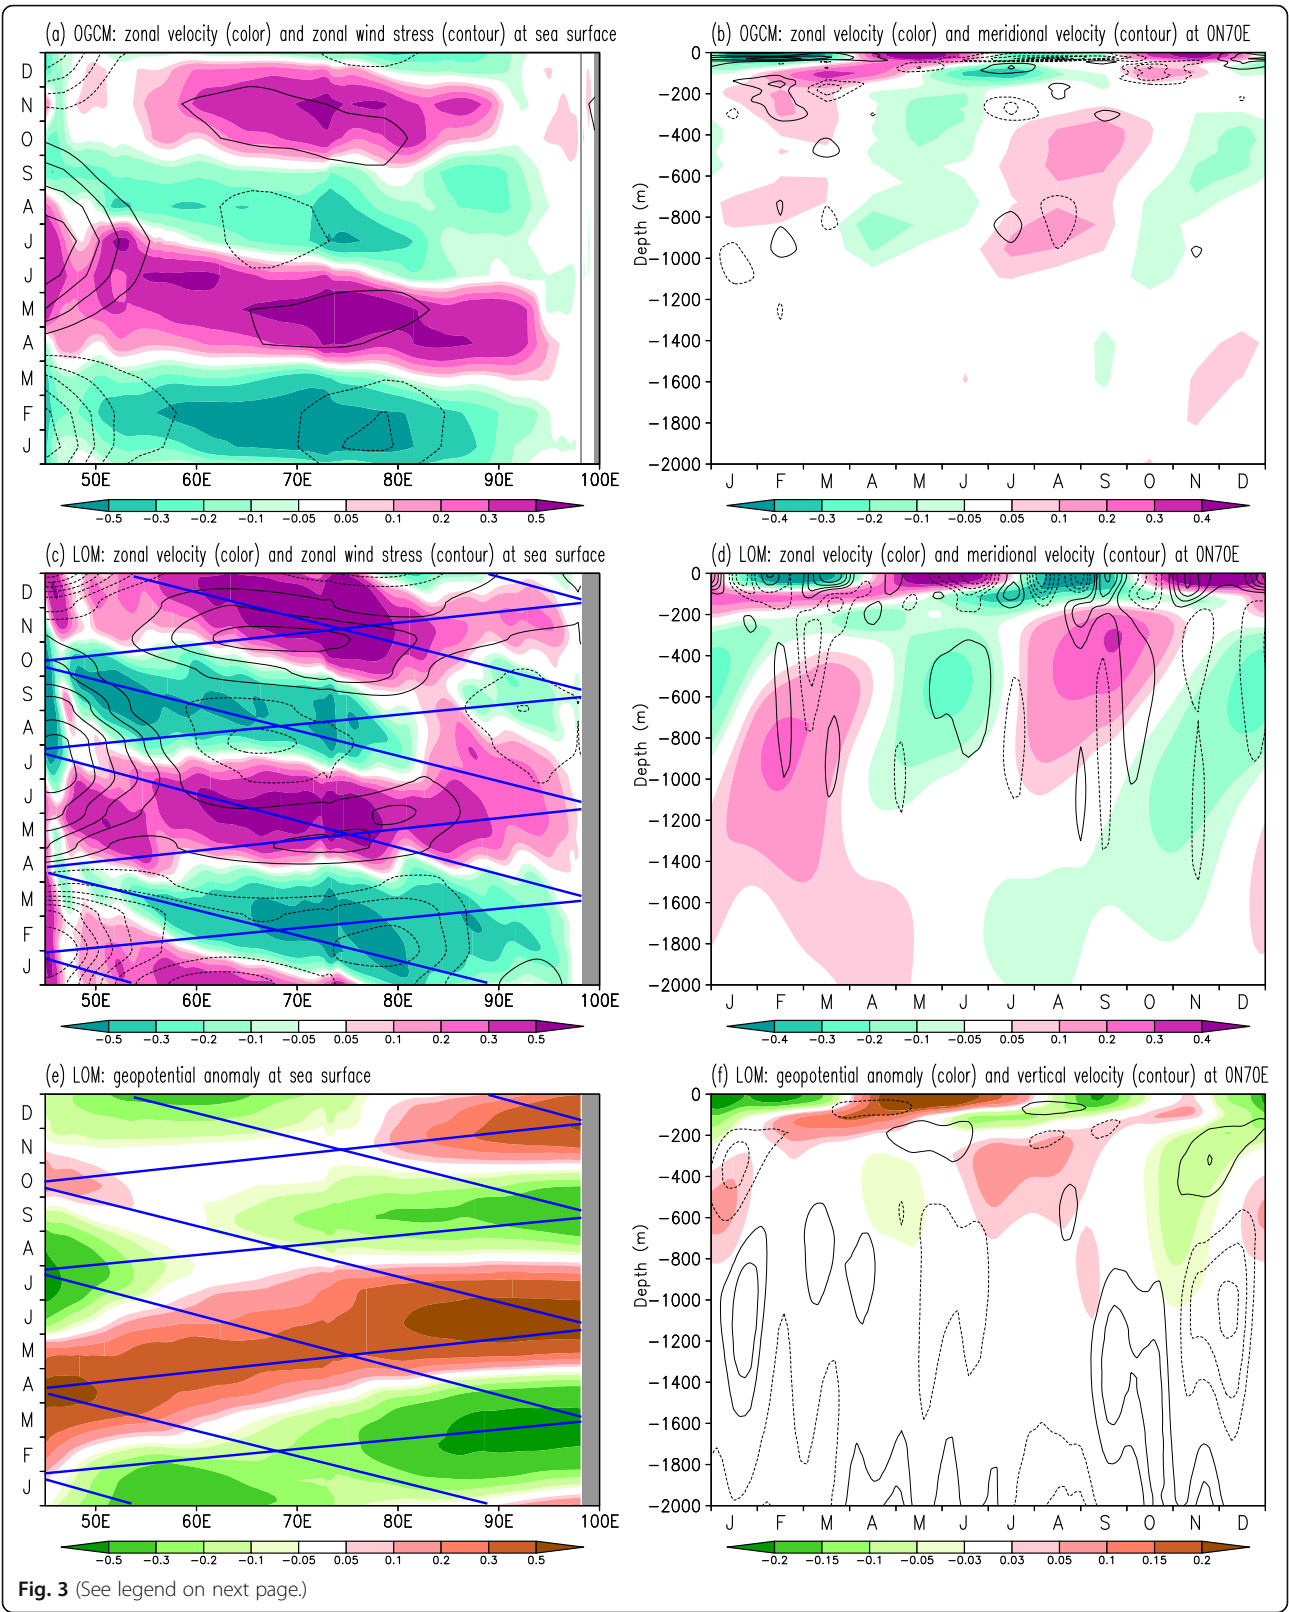 (a) OGCM: zonal velocity (color) and zonal wind stress (contour) at sea surface
D
N
O
S
A
J
J
M
A
M
F
J
50E 60E 70E 80E 90E 100E
-0.5 -0.3 -0.2 -0.1 -0.05 0.05 0.1 0.2 0.3 0.5
(b) OGCM: zonal velocity (color) and meridional velocity (contour) at 0N70E
Depth (m)
0
-200
-400
-600
-800
-1000
-1200
-1400
-1600
-1800
-2000
J F M A M J J A S O N D
-0.4 -0.3 -0.2 -0.1 -0.05 0.05 0.1 0.2 0.3 0.4
(c) LOM: zonal velocity (color) and zonal wind stress (contour) at sea surface
D
N
O
S
A
J
J
M
A
M
F
J
50E 60E 70E 80E 90E 100E
-0.5 -0.3 -0.2 -0.1 -0.05 0.05 0.1 0.2 0.3 0.5
(d) LOM: zonal velocity (color) and meridional velocity (contour) at 0N70E
Depth (m)
0
-200
-400
-600
-800
-1000
-1200
-1400
-1600
-1800
-2000
J F M A M J J A S O N D
-0.4 -0.3 -0.2 -0.1 -0.05 0.05 0.1 0.2 0.3 0.4
(e) LOM: geopotential anomaly at sea surface
D
N
O
S
A
J
J
M
A
M
F
J
50E 60E 70E 80E 90E 100E
-0.5 -0.3 -0.2 -0.1 -0.05 0.05 0.1 0.2 0.3 0.5
(f) LOM: geopotential anomaly (color) and vertical velocity (contour) at 0N70E
Depth (m)
0
-200
-400
-600
-800
-1000
-1200
-1400
-1600
-1800
-2000
J F M A M J J A S O N D
-0.2 -0.15 -0.1 -0.05 -0.03 0.03 0.05 0.1 0.15 0.2
Fig. 3 (See legend on next page.)